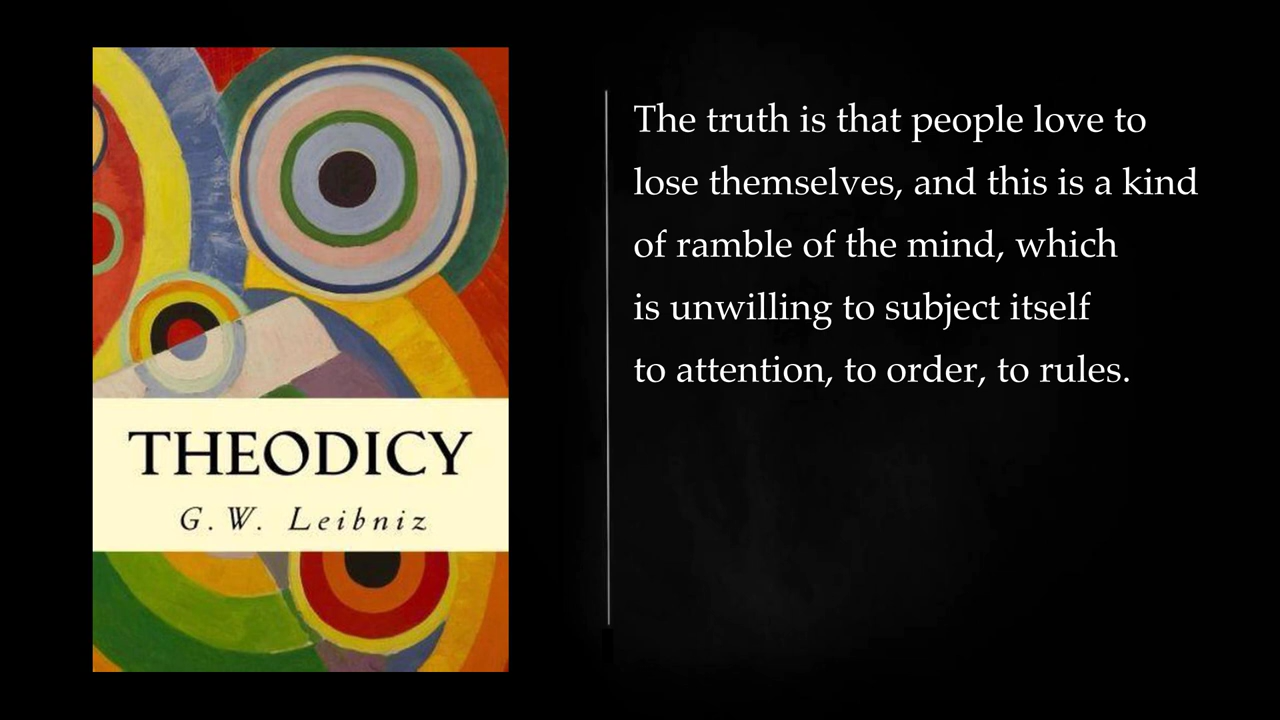 THEODICY
G. W. Leibniz
The truth is that people love to
lose themselves, and this is a kind
of ramble of the mind, which
is unwilling to subject itself
to attention, to order, to rules.